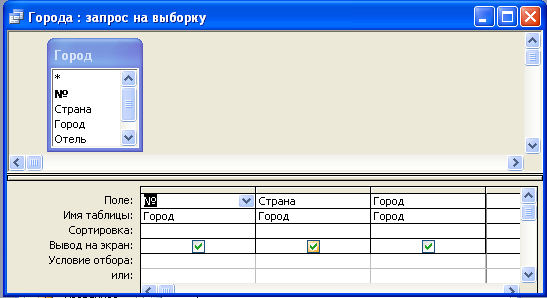 Города : запрос на выборку
Город
*
№
Страна
Город
Отель
Поле: № Страна Город
Имя таблицы: Город Город Город
Сортировка:
Вывод на экран:
Условие отбора:
или: